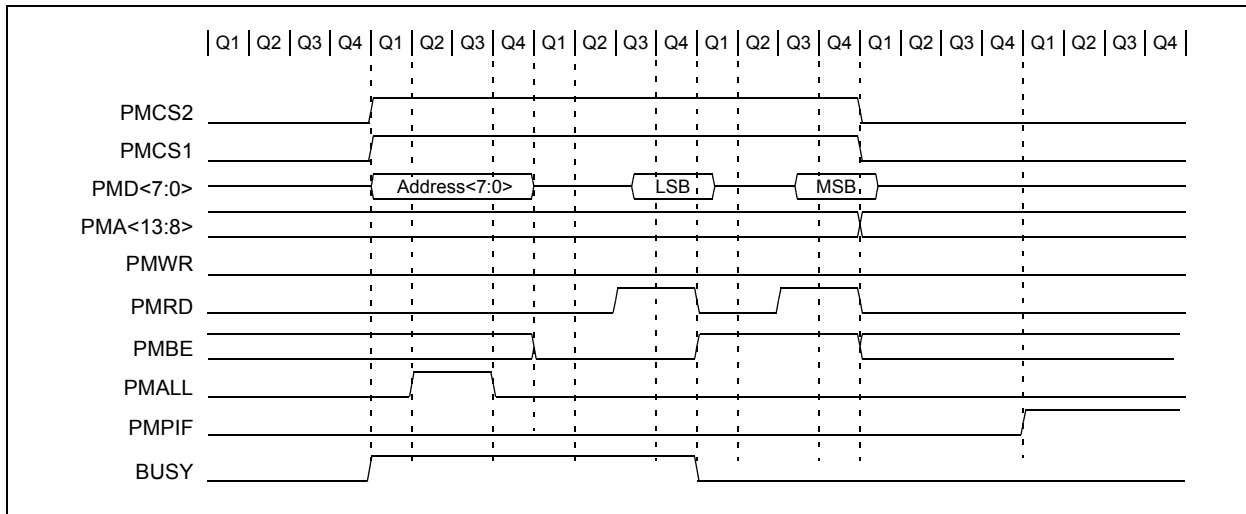 Q1 Q2 Q3 Q4 Q1 Q2 Q3 Q4 Q1 Q2 Q3 Q4 Q1 Q2 Q3 Q4 Q1 Q2 Q3 Q4 Q1 Q2 Q3 Q4
PMCS2
PMCS1
PMD<7:0> Address<7:0> LSB MSB
PMA<13:8>
PMWR
PMRD
PMBE
PMALL
PMPIF
BUSY